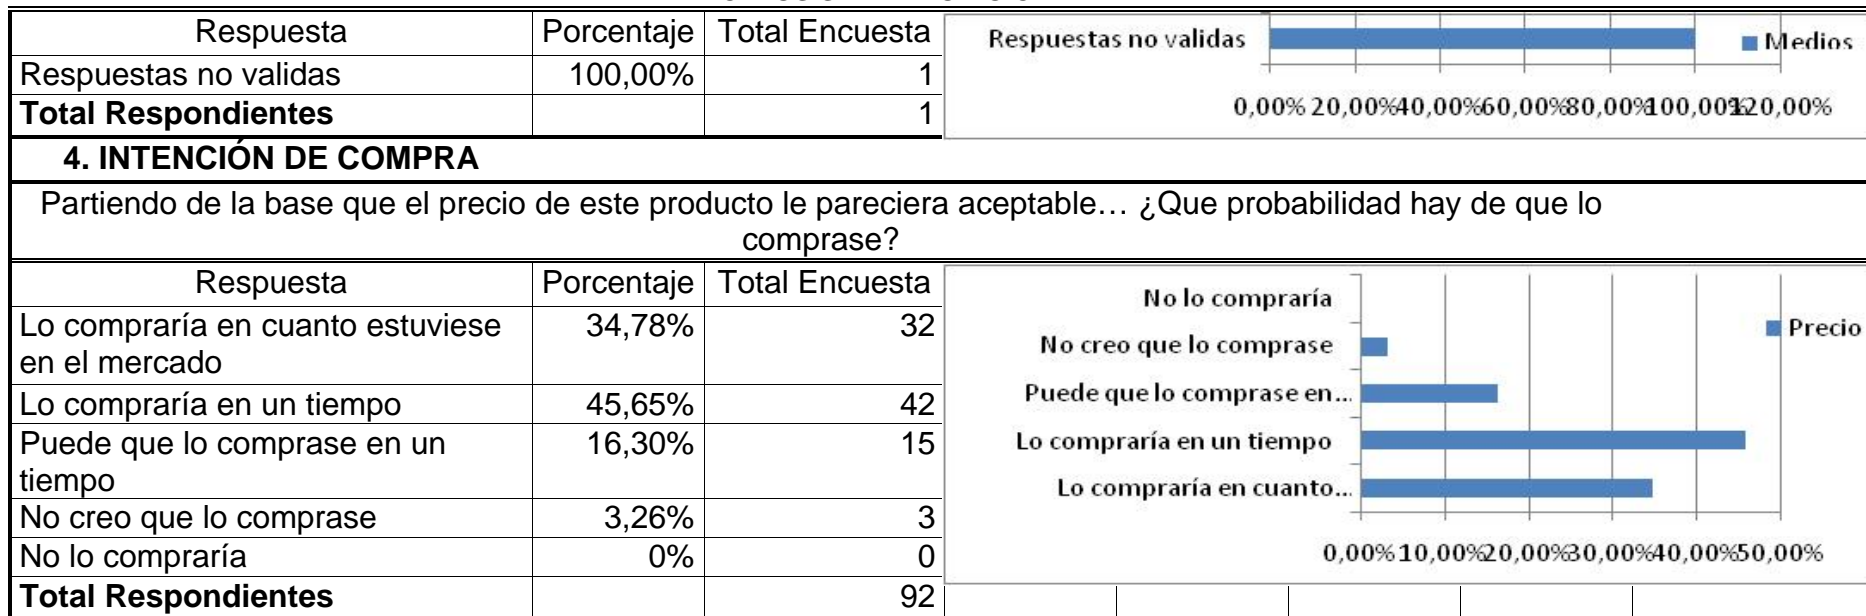 Respuesta Porcentaje Total Encuesta
Respuestas no validas 100,00% 1
Total Respondientes 1
Respuestas no validas
Medios
0,00% 20,00% 40,00% 60,00% 80,00% 100,00% 120,00%
4. INTENCIÓN DE COMPRA
Partiendo de la base que el precio de este producto le pareciera aceptable… ¿Que probabilidad hay de que lo
comprase?
Respuesta Porcentaje Total Encuesta
Lo compraría en cuanto estuviese 34,78% 32
en el mercado
Lo compraría en un tiempo 45,65% 42
Puede que lo comprase en un 16,30% 15
tiempo
No creo que lo comprase 3,26% 3
No lo compraría 0% 0
Total Respondientes 92
No lo compraría
Precio
No creo que lo comprase
Puede que lo comprase en...
Lo compraría en un tiempo
Lo compraría en cuanto...
0,00% 10,00% 20,00% 30,00% 40,00% 50,00%